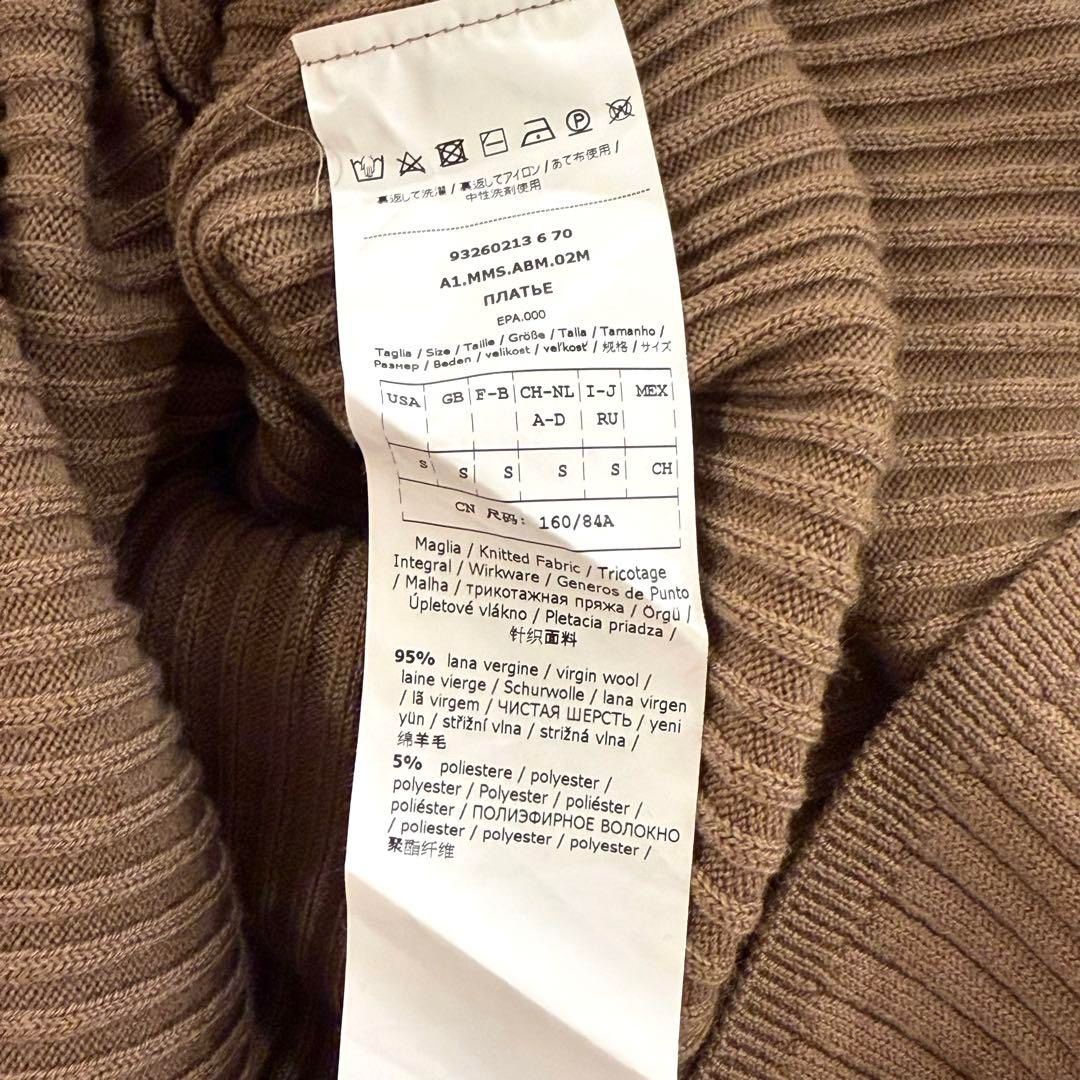 裏返して洗濯 / 裏返してアイロン / あて布使用 /
中性洗剤使用
93260213 6 70
A1.MMS.ABM.02M
ПЛАТЬЕ
EPA.000
Taglia / Size / Taille / Größe / Talla / Tamanho /
Размер / Beden / velikost / veľkosť / 规格 / サイズ
USA GB F-B CH-NL I-J MEX
A-D RU
S S S S S CH
CN 尺码: 160/84A
Maglia / Knitted Fabric / Tricotage
Integral / Wirkware / Generos de Punto
/ Malha / трикотажная пряжа / Örgü /
Úpletové vlákno / Pletacia priadza /
针织面料
95% lana vergine / virgin wool /
laine vierge / Schurwolle / lana virgen
/ lã virgem / ЧИСТАЯ ШЕРСТЬ / yeni
yün / střižní vlna / strižná vlna /
绵羊毛
5% poliestere / polyester /
polyester / Polyester / poliéster /
poliéster / ПОЛИЭФИРНОЕ ВОЛОКНО
/ poliester / polyester / polyester /
聚酯纤维